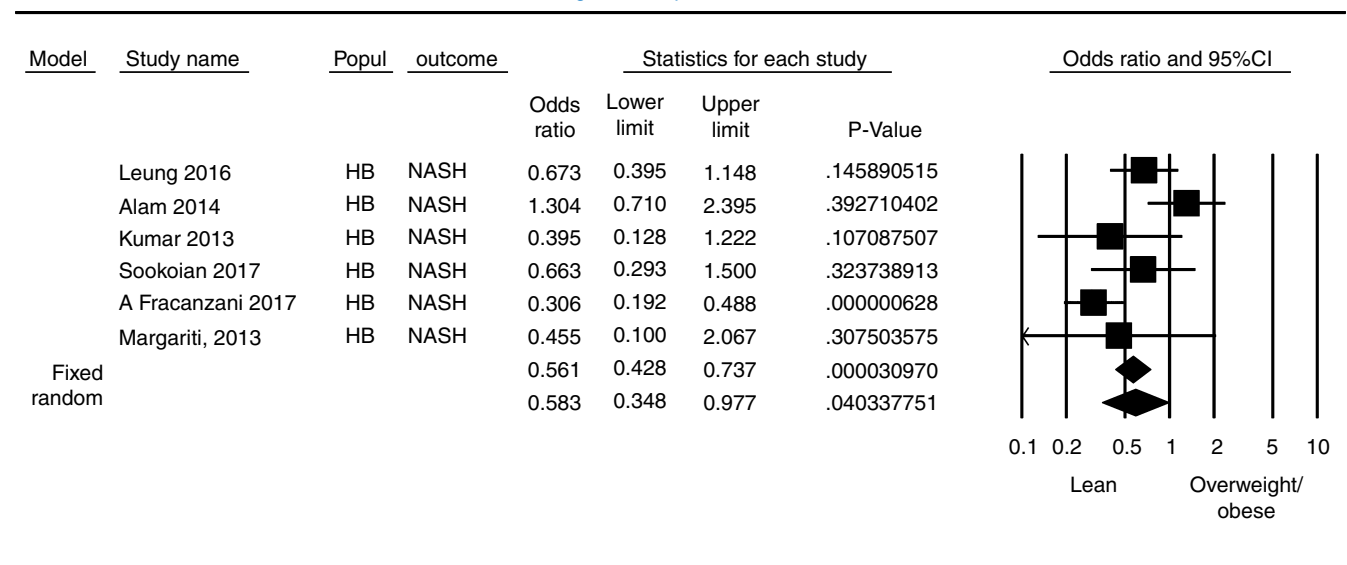 Model Study name Popul outcome Statistics for each study Odds ratio and 95%CI
Odds ratio Lower limit Upper limit P-Value
Leung 2016 HB NASH 0.673 0.395 1.148 .145890515
Alam 2014 HB NASH 1.304 0.710 2.395 .392710402
Kumar 2013 HB NASH 0.395 0.128 1.222 .107087507
Sookoian 2017 HB NASH 0.663 0.293 1.500 .323738913
A Fracanzani 2017 HB NASH 0.306 0.192 0.488 .000000628
Margariti, 2013 HB NASH 0.455 0.100 2.067 .307503575
Fixed 0.561 0.428 0.737 .000030970
random 0.583 0.348 0.977 .040337751
0.1 0.2 0.5 1 2 5 10
Lean Overweight/
obese